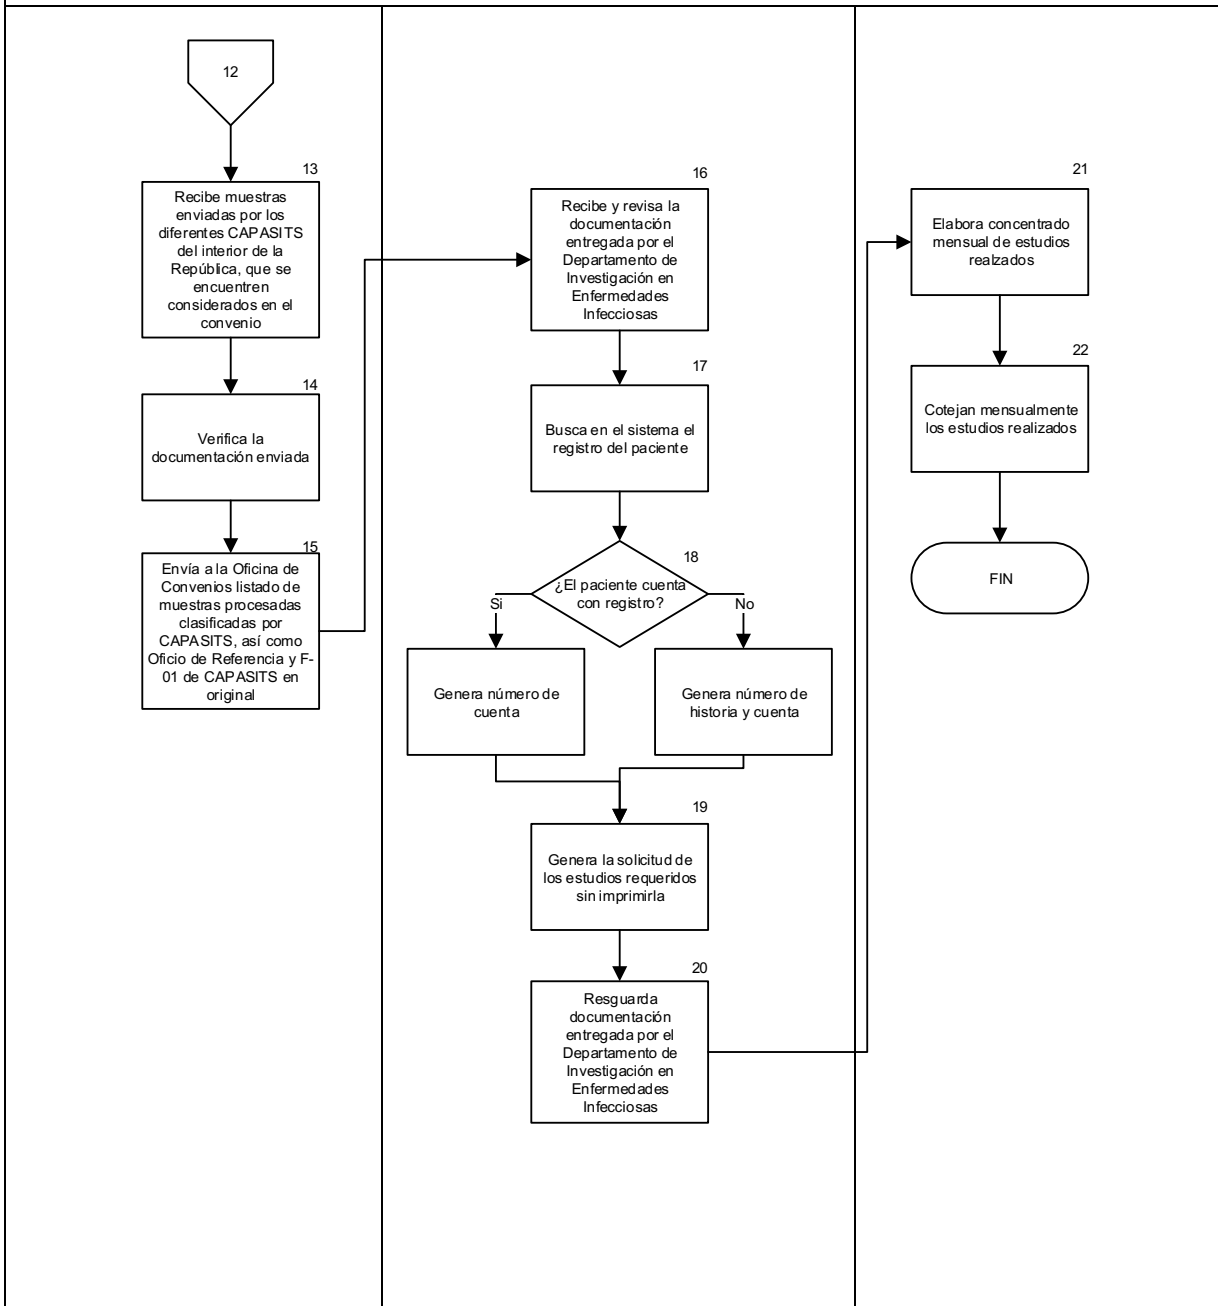 12
13
Recibe muestras
enviadas por los
diferentes CAPASITS
del interior de la
República, que se
encuentren
considerados en el
convenio
14
Verifica la
documentación enviada
15
Envía a la Oficina de
Convenios listado de
muestras procesadas
clasificadas por
CAPASITS, así como
Oficio de Referencia y F-
01 de CAPASITS en
original
16
Recibe y revisa la
documentación
entregada por el
Departamento de
Investigación en
Enfermedades
Infecciosas
17
Busca en el sistema el
registro del paciente
18
¿El paciente cuenta
con registro?
Si
No
Genera número de
cuenta
Genera número de
historia y cuenta
19
Genera la solicitud de
los estudios requeridos
sin imprimirla
20
Resguarda
documentación
entregada por el
Departamento de
Investigación en
Enfermedades
Infecciosas
21
Elabora concentrado
mensual de estudios
realzados
22
Cotejan mensualmente
los estudios realizados
FIN